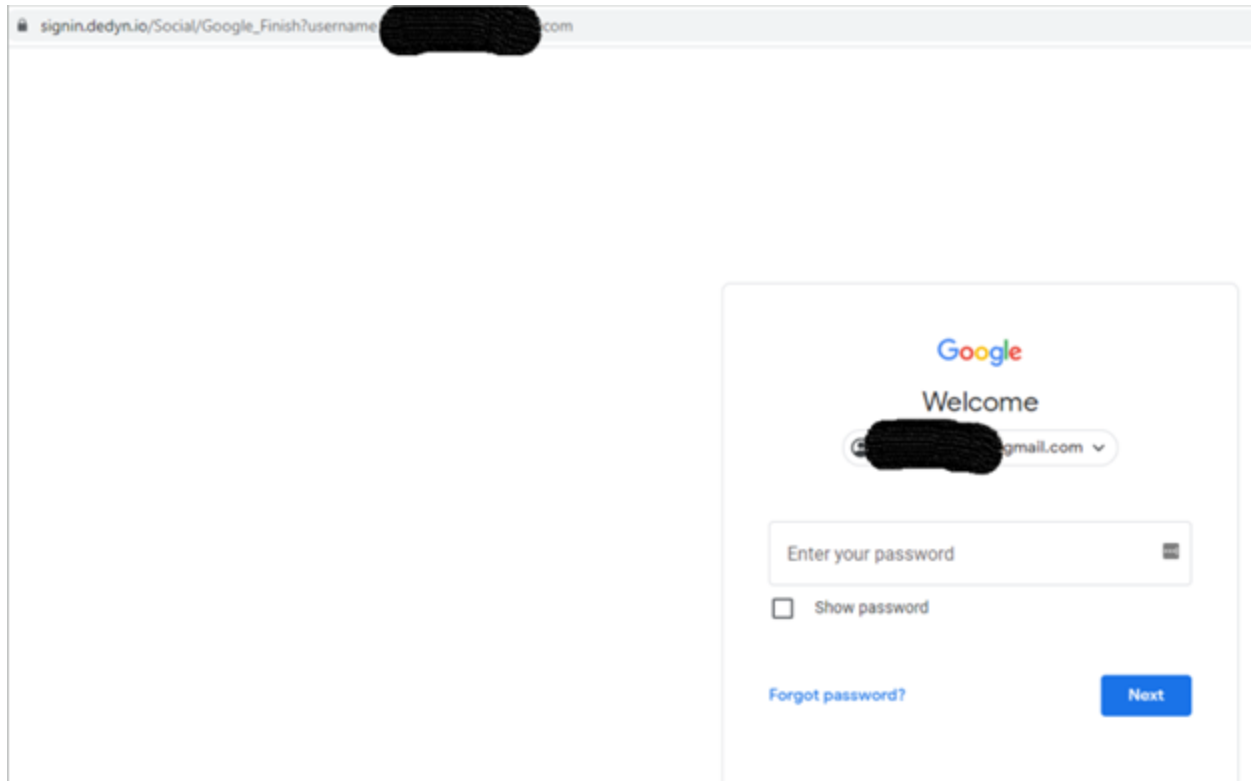 signin.dedyn.io/Social/Google_Finish?username com
Google
Welcome
gmail.com
Enter your password
Show password
Forgot password?
Next